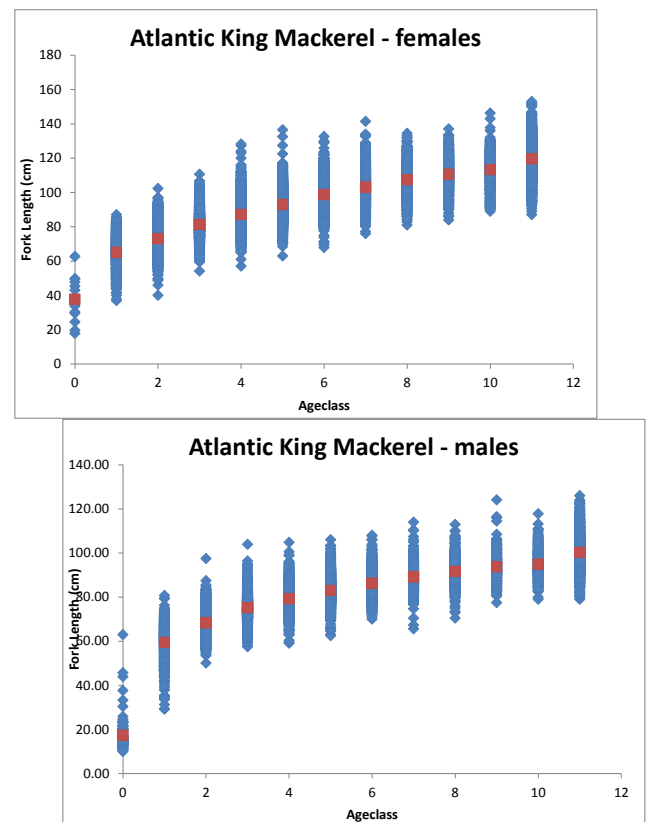 Atlantic King Mackerel - females
180
160
140
120
100
80
60
40
20
0
Fork Length (cm)
0 2 4 6 8 10 12
Ageclass
Atlantic King Mackerel - males
140.00
120.00
100.00
80.00
60.00
40.00
20.00
0.00
Fork Length (cm)
0 2 4 6 8 10 12
Ageclass